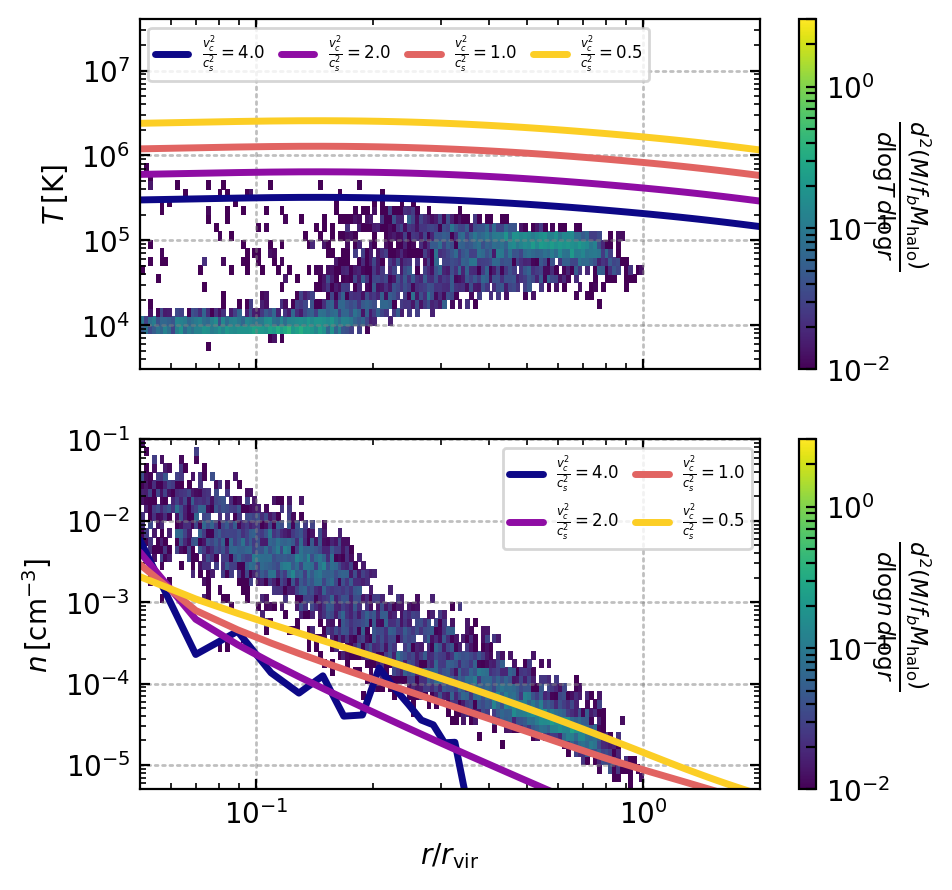 v_c^2/c_s^2 = 4.0 v_c^2/c_s^2 = 2.0 v_c^2/c_s^2 = 1.0 v_c^2/c_s^2 = 0.5
T [K]
10^7
10^6
10^5
10^4
10^0
10^-1
10^-2
d^2(M/f_bM_halo)
dlogT dlogr
v_c^2/c_s^2 = 4.0 v_c^2/c_s^2 = 1.0
v_c^2/c_s^2 = 2.0 v_c^2/c_s^2 = 0.5
n [cm^-3]
10^-1
10^-2
10^-3
10^-4
10^-5
10^-1 10^0
r/r_vir
10^0
10^-1
10^-2
d^2(M/f_bM_halo)
dlogn dlogr